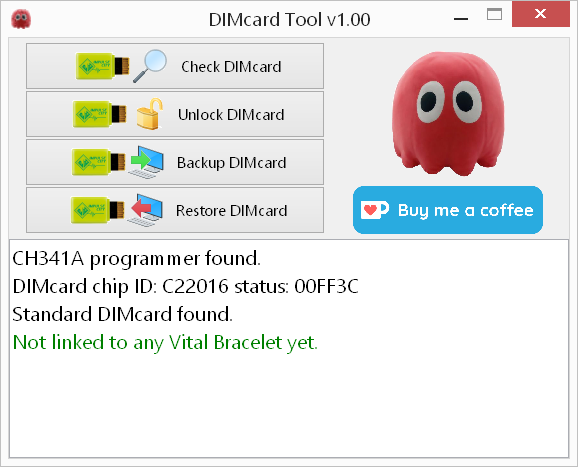 DIMcard Tool v1.00
Check DIMcard
Unlock DIMcard
Backup DIMcard
Restore DIMcard
Buy me a coffee
CH341A programmer found.
DIMcard chip ID: C22016 status: 00FF3C
Standard DIMcard found.
Not linked to any Vital Bracelet yet.